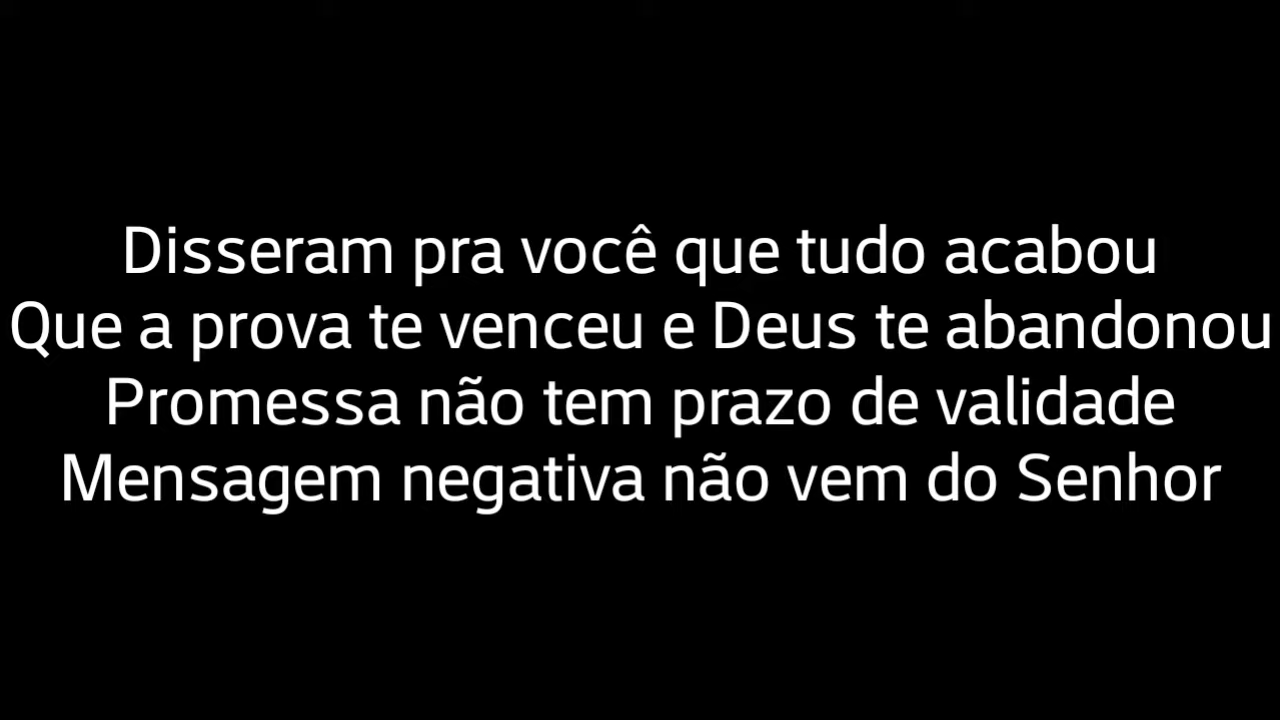 Disseram pra você que tudo acabou
Que a prova te venceu e Deus te abandonou
Promessa não tem prazo de validade
Mensagem negativa não vem do Senhor